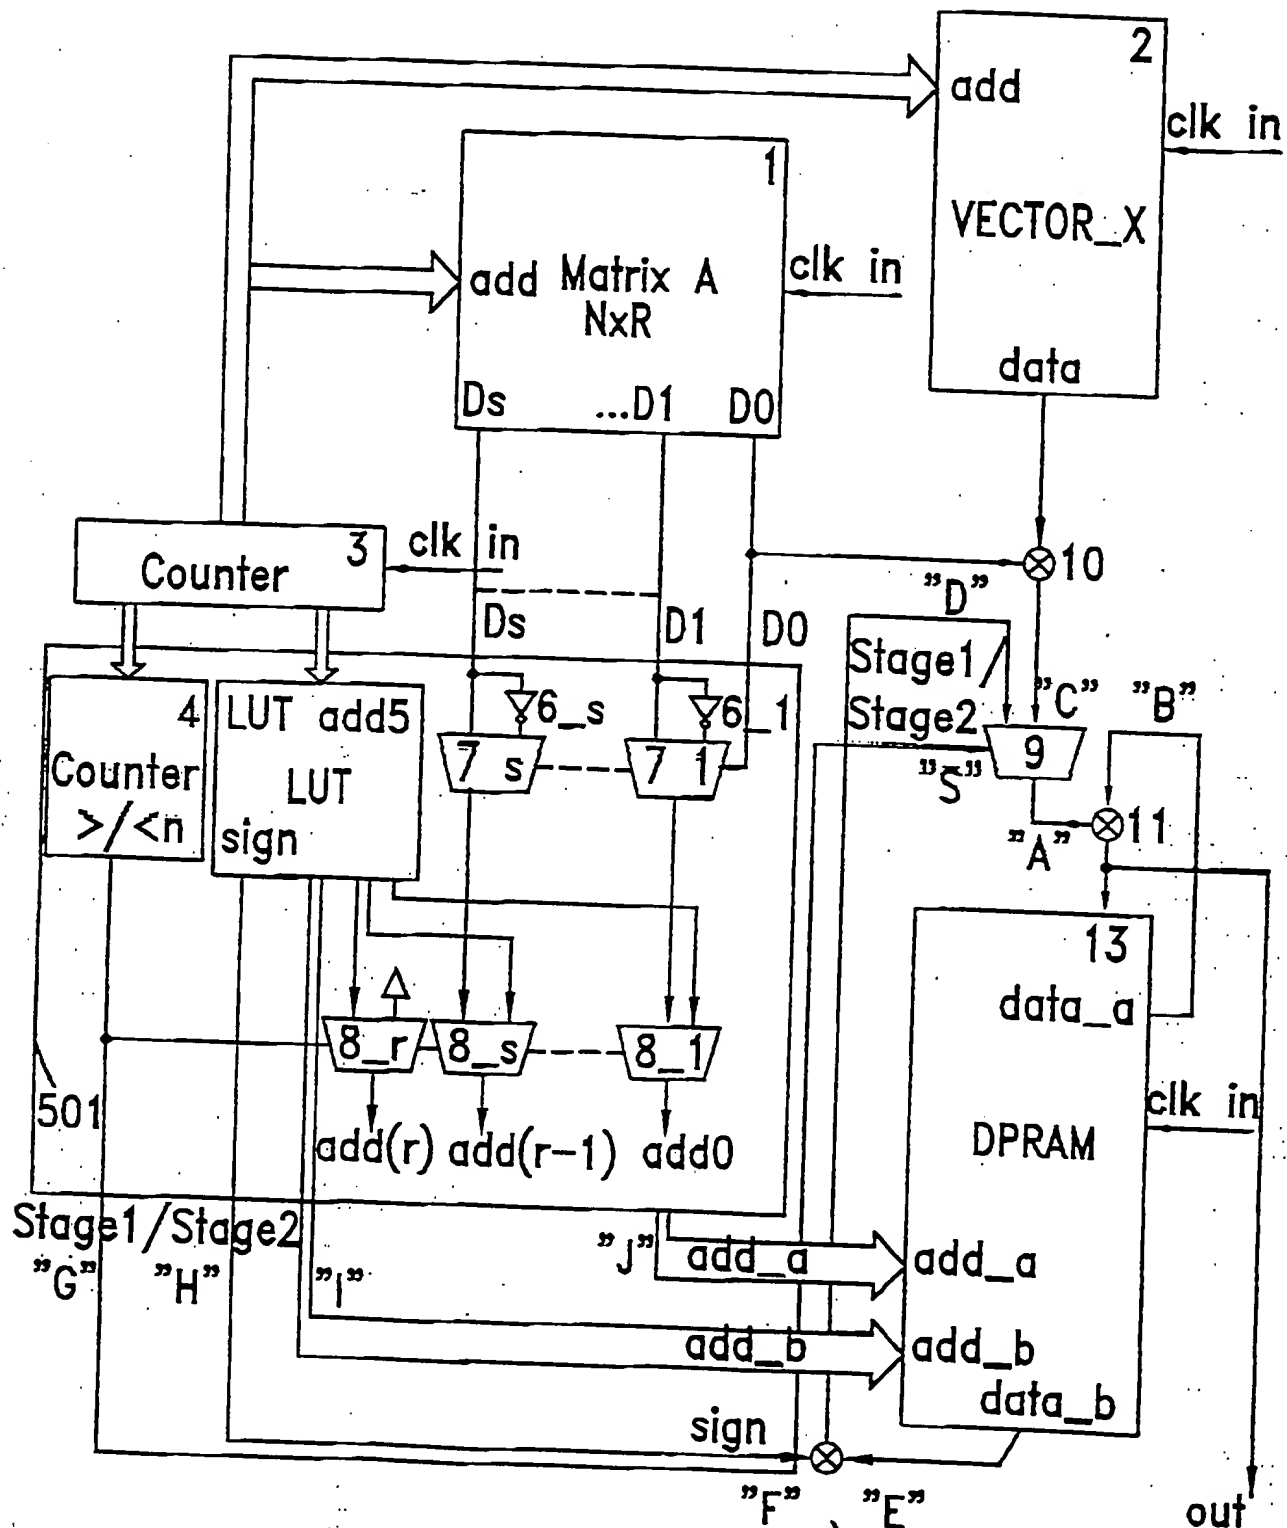 2
add
clk in
VECTOR_X
data
1
add Matrix A
NxR
clk in
Ds ...D1 D0
3
Counter
clk in
10
"D"
Ds D1 D0
Stage1/
Stage2
"C" "B"
4
Counter
>/<n
LUT add5
LUT
sign
6_s 6_1
7 s 7 1
9
"S"
"A"
11
13
data_a
8_r 8_s 8_1
501
add(r) add(r-1) add0
clk in
DPRAM
Stage1/Stage2
"G" "H" "I" "J"
add_a add_a
add_b add_b
data_b
sign
"F" "E"
out